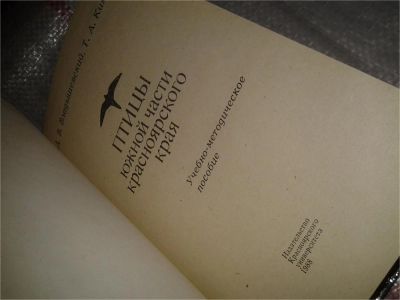 Т. А.
ПТИЦЫ
южной части
красноярского
края
Учебно-методическое
пособие
Издательство
Красноярского
университета
1988